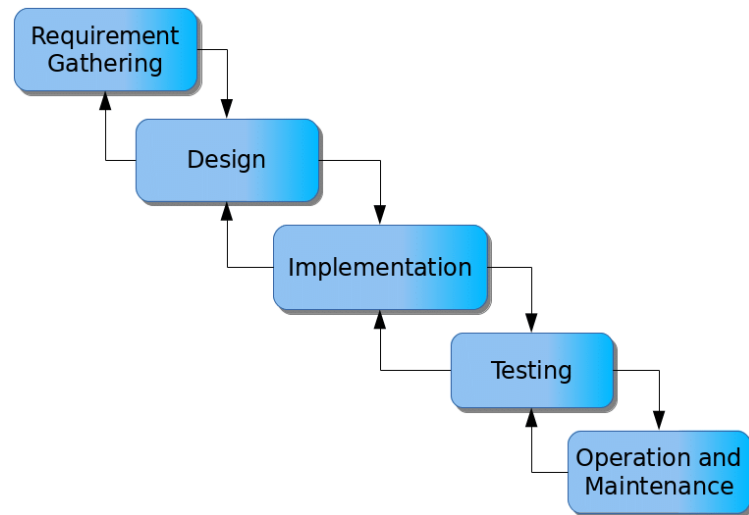 Requirement
Gathering
Design
Implementation
Testing
Operation and
Maintenance